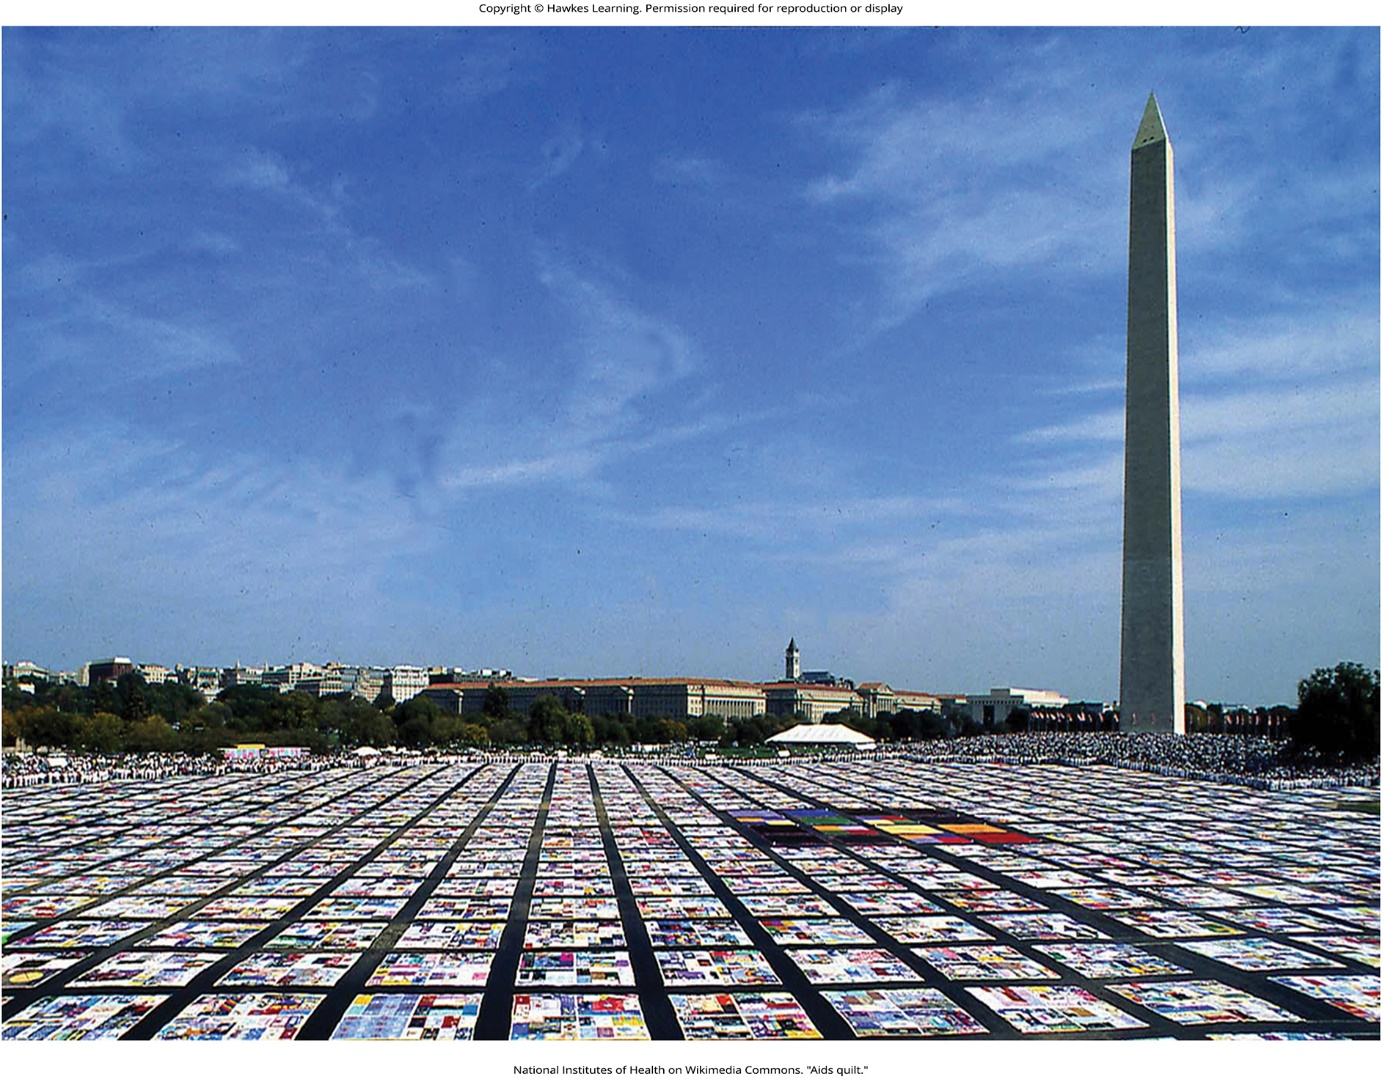 Copyright © Hawkes Learning. Permission required for reproduction or display
National Institutes of Health on Wikimedia Commons. "Aids quilt."